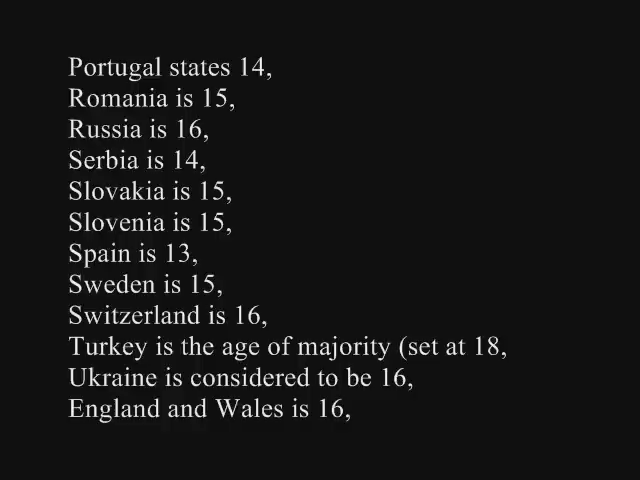 Portugal states 14,
Romania is 15,
Russia is 16,
Serbia is 14,
Slovakia is 15,
Slovenia is 15,
Spain is 13,
Sweden is 15,
Switzerland is 16,
Turkey is the age of majority (set at 18,
Ukraine is considered to be 16,
England and Wales is 16,